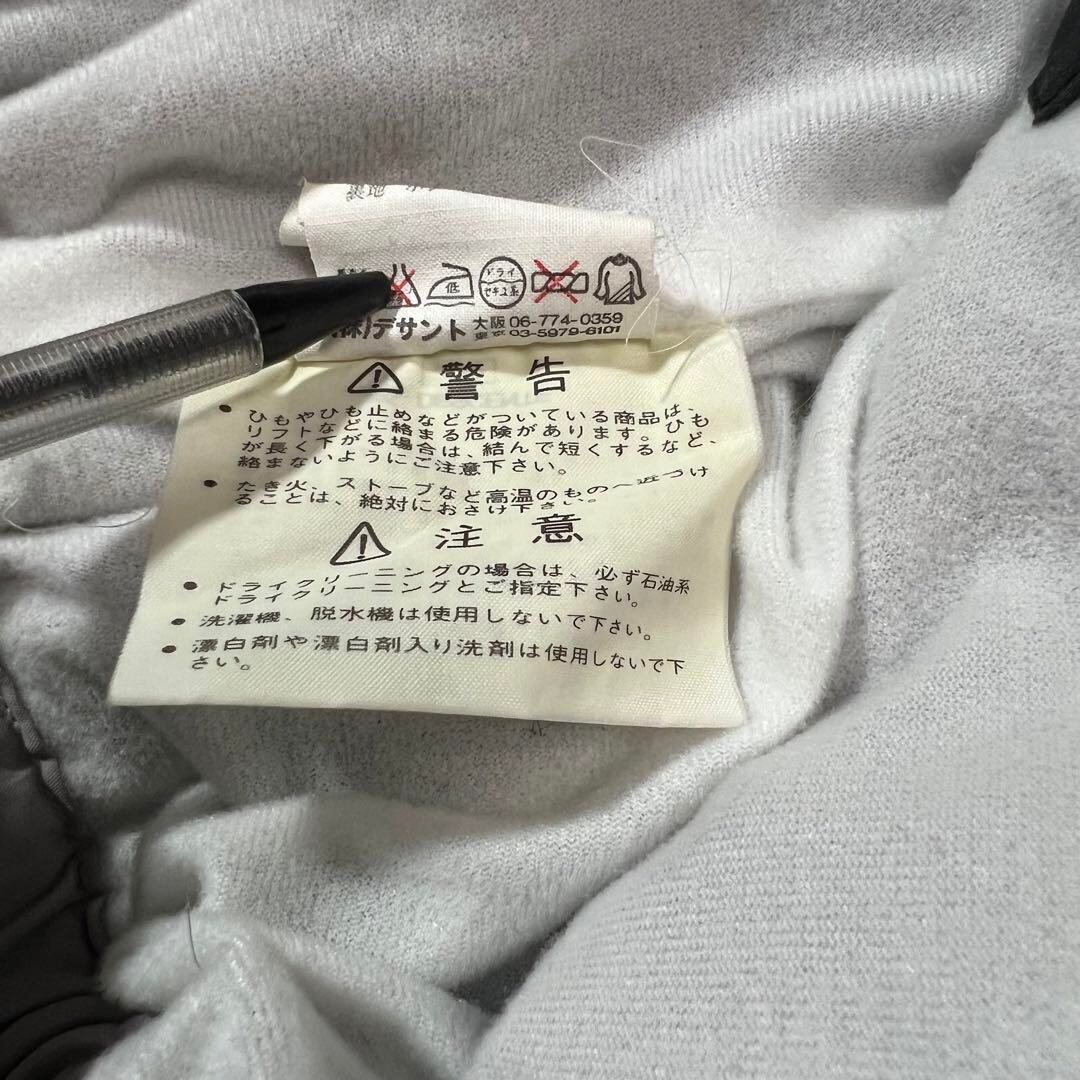 裏地
低 ドライ
セキユ系
(株)デサント 大阪 06-774-0359
東京 03-5979-6101
警告
• ひもやひも止めなどがついている商品は、
リフトなどに絡まる危険があります。ひも
が長く下がる場合は、結んで短くするなど、
絡まないようにご注意下さい。
• たき火、ストーブなど高温のものへ近づけ
ることは、絶対におさけ下さい。
注意
• ドライクリーニングの場合は、必ず石油系
ドライクリーニングとご指定下さい。
• 洗濯機、脱水機は使用しないで下さい。
• 漂白剤や漂白剤入り洗剤は使用しないで下
さい。